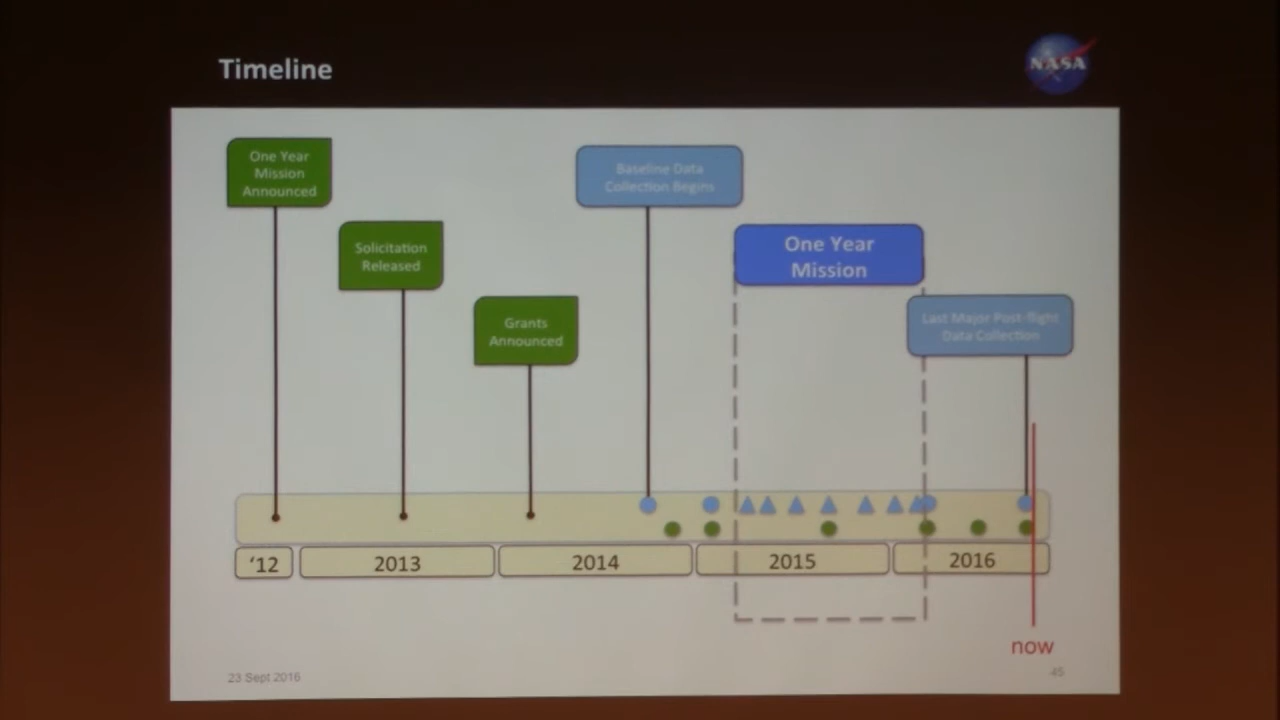 Timeline
NASA
One Year
Mission
Announced
Baseline Data
Collection Begins
Solicitation
Released
One Year
Mission
Grants
Announced
Last Major Post-flight
Data Collection
'12
2013
2014
2015
2016
now
23 Sept 2016
45